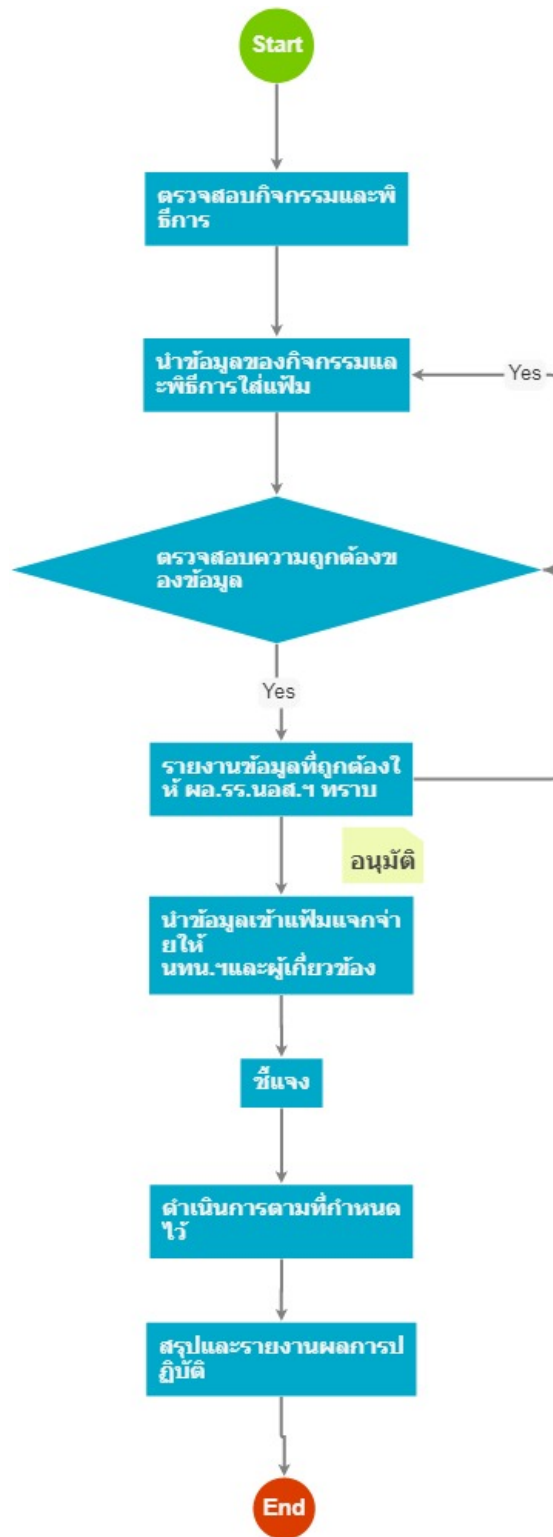 Start
ตรวจสอบกิจกรรมและพิ
ธีการ
นำข้อมูลของกิจกรรมแล
ะพิธีการใส่แฟ้ม
Yes
ตรวจสอบความถูกต้องข
องข้อมูล
Yes
รายงานข้อมูลที่ถูกต้องใ
ห้ ผอ.รร.นอส.ฯ ทราบ
อนุมัติ
นำข้อมูลเข้าแฟ้มแจกจ่า
ยให้
นทน.ฯและผู้เกี่ยวข้อง
ชี้แจง
ดำเนินการตามที่กำหนด
ไว้
สรุปและรายงานผลการป
ฏิบัติ
End